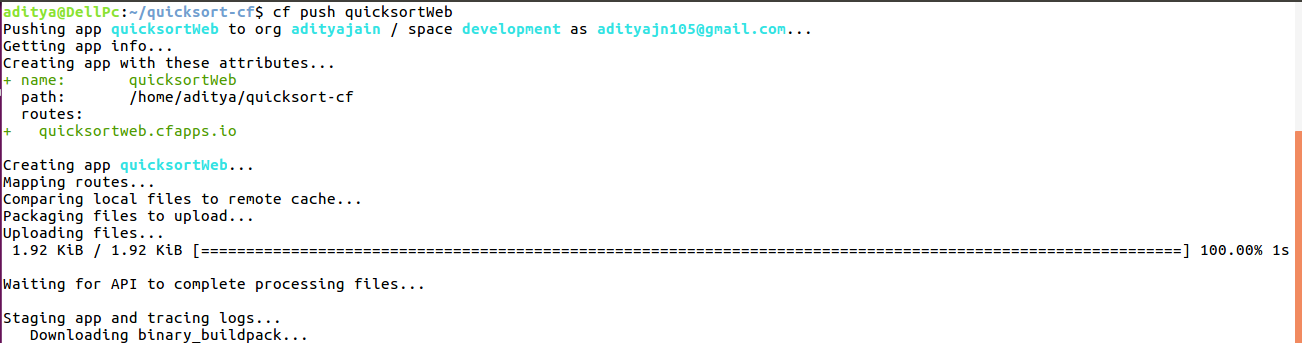 aditya@DellPc:~/quicksort-cf$ cf push quicksortWeb
Pushing app quicksortWeb to org adityajain / space development as adityajn105@gmail.com...
Getting app info...
Creating app with these attributes...
+ name:       quicksortWeb
  path:       /home/aditya/quicksort-cf
  routes:
+   quicksortweb.cfapps.io
Creating app quicksortWeb...
Mapping routes...
Comparing local files to remote cache...
Packaging files to upload...
Uploading files...
 1.92 KiB / 1.92 KiB [=============================================================================================================] 100.00% 1s
Waiting for API to complete processing files...
Staging app and tracing logs...
   Downloading binary_buildpack...